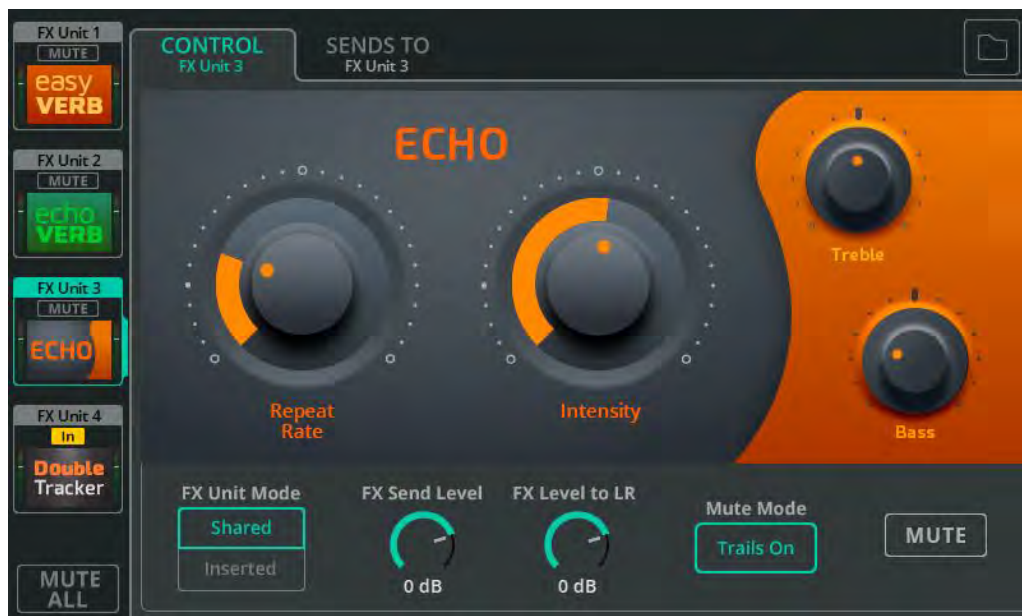 FX Unit 1
MUTE
easy
VERB
FX Unit 2
MUTE
echo
VERB
FX Unit 3
MUTE
ECHO
FX Unit 4
In
Double
Tracker
MUTE
ALL
CONTROL
FX Unit 3
SENDS TO
FX Unit 3
ECHO
Repeat
Rate
Intensity
Treble
Bass
FX Unit Mode
Shared
Inserted
FX Send Level
0 dB
FX Level to LR
0 dB
Mute Mode
Trails On
MUTE